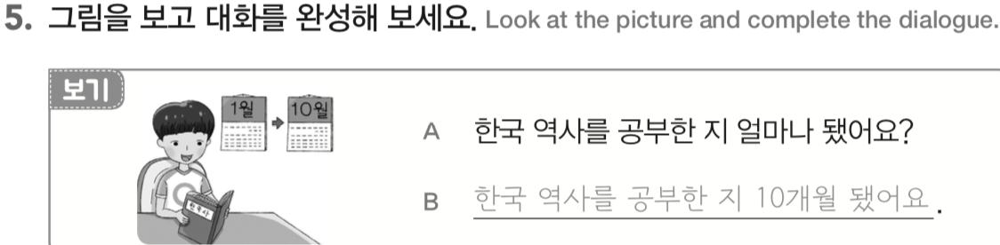 5. 그림을 보고 대화를 완성해 보세요. Look at the picture and complete the dialogue.
보기
1월 10월
A 한국 역사를 공부한 지 얼마나 됐어요?
B 한국 역사를 공부한 지 10개월 됐어요.
한국사